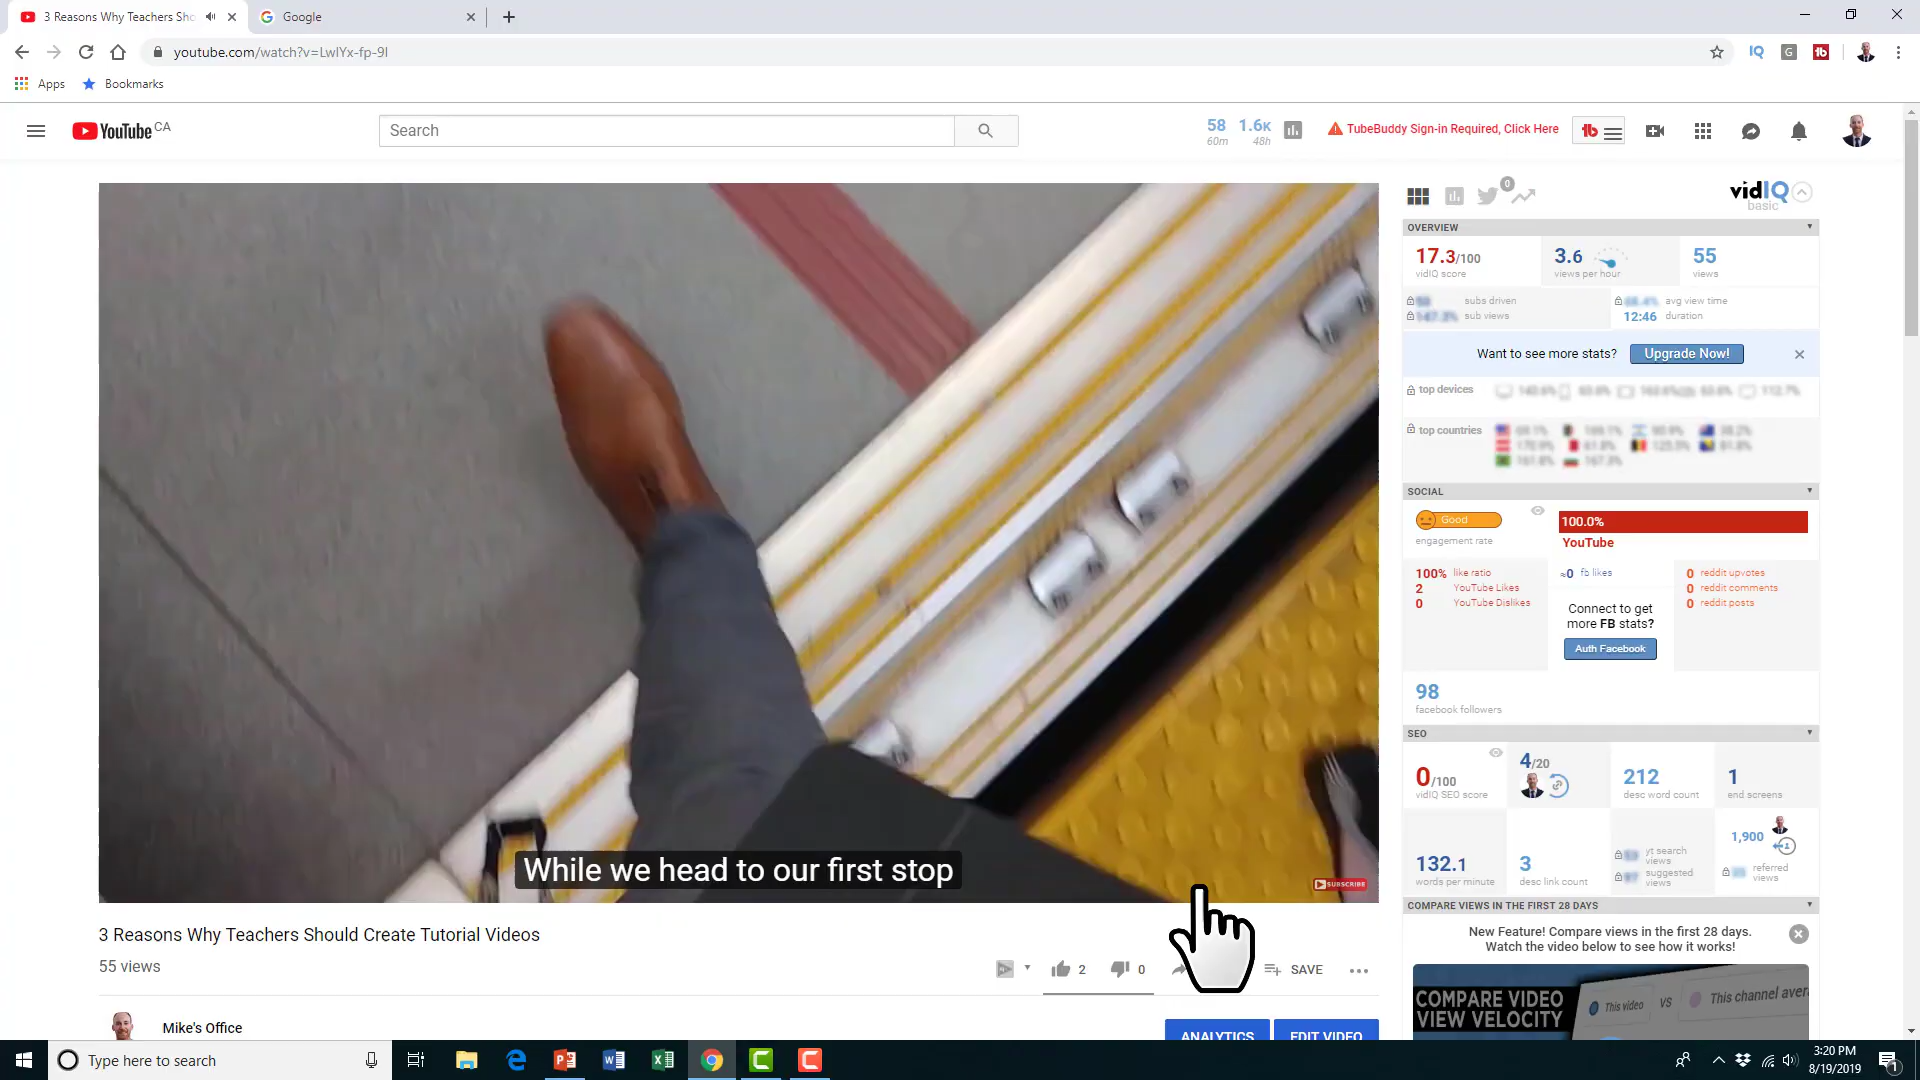 3 Reasons Why Teachers Sho
Google
youtube.com/watch?v=LwlYx-fp-9I
IQ
G
tb
Apps
Bookmarks
YouTube CA
Search
58
60m
1.6K
48h
TubeBuddy Sign-in Required, Click Here
tb
0
vidIQ
basic
OVERVIEW
17.3/100
vidIQ score
3.6
views per hour
55
views
subs driven
sub views
avg view time
12:46 duration
Want to see more stats?
Upgrade Now!
top devices
top countries
SOCIAL
Good
engagement rate
100.0%
YouTube
100% like ratio
2 YouTube Likes
0 YouTube Dislikes
≈0 fb likes
Connect to get
more FB stats?
Auth Facebook
0 reddit upvotes
0 reddit comments
0 reddit posts
98
facebook followers
SEO
0/100
vidIQ SEO score
4/20
212
desc word count
1
end screens
132.1
words per minute
3
desc link count
yt search
views
suggested
views
1,900
referred
views
COMPARE VIEWS IN THE FIRST 28 DAYS
New Feature! Compare views in the first 28 days.
Watch the video below to see how it works!
COMPARE VIDEO
VIEW VELOCITY
This video
VS
This channel avera
While we head to our first stop
SUBSCRIBE
3 Reasons Why Teachers Should Create Tutorial Videos
55 views
2
0
SAVE
Mike's Office
ANALYTICS
EDIT VIDEO
Type here to search
3:20 PM
8/19/2019
1